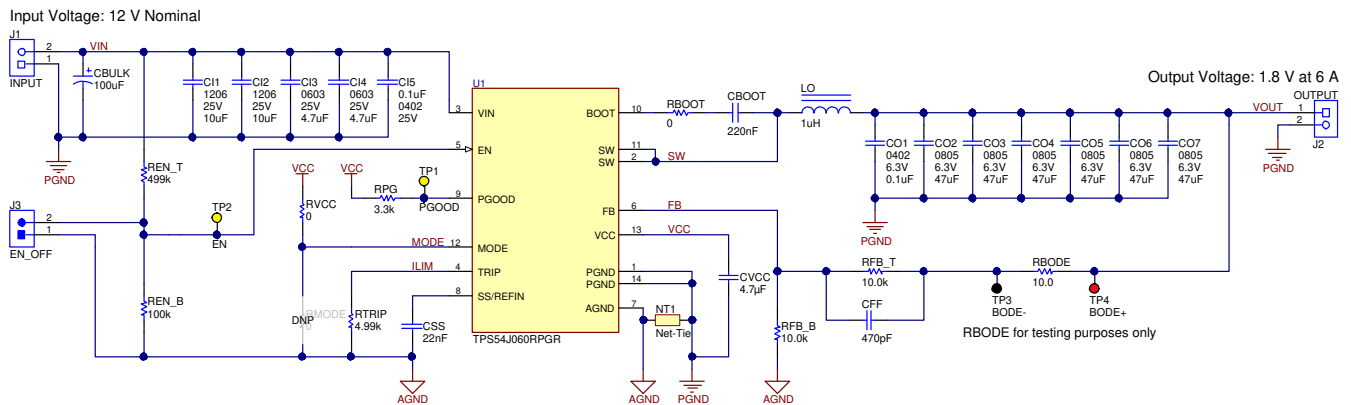 Input Voltage: 12 V Nominal
J1
2
1
INPUT
VIN
CBULK
100uF
+
CI1
1206
25V
10uF
CI2
1206
25V
10uF
CI3
0603
25V
4.7uF
CI4
0603
25V
4.7uF
CI5
0.1uF
0402
25V
PGND
REN_T
499k
J3
2
1
EN_OFF
TP2
EN
REN_B
100k
VCC
RVCC
0
VCC
RPG
3.3k
TP1
PGOOD
MODE
ILIM
DNP
RMODE
0
RTRIP
4.99k
CSS
22nF
AGND
U1
3
VIN
5
EN
9
PGOOD
12
MODE
4
TRIP
8
SS/REFIN
BOOT
10
SW
11
SW
2
FB
6
VCC
13
PGND
1
PGND
14
AGND
7
TPS54J060RPGR
RBOOT
0
CBOOT
220nF
SW
FB
VCC
CVCC
4.7µF
NT1
Net-Tie
AGND
PGND
LO
1uH
CO1
0402
6.3V
0.1uF
CO2
0805
6.3V
47uF
CO3
0805
6.3V
47uF
CO4
0805
6.3V
47uF
CO5
0805
6.3V
47uF
CO6
0805
6.3V
47uF
CO7
0805
6.3V
47uF
PGND
Output Voltage: 1.8 V at 6 A
OUTPUT
VOUT
1
2
J2
PGND
RFB_T
10.0k
CFF
470pF
RFB_B
10.0k
AGND
RBODE
10.0
TP3
BODE-
TP4
BODE+
RBODE for testing purposes only